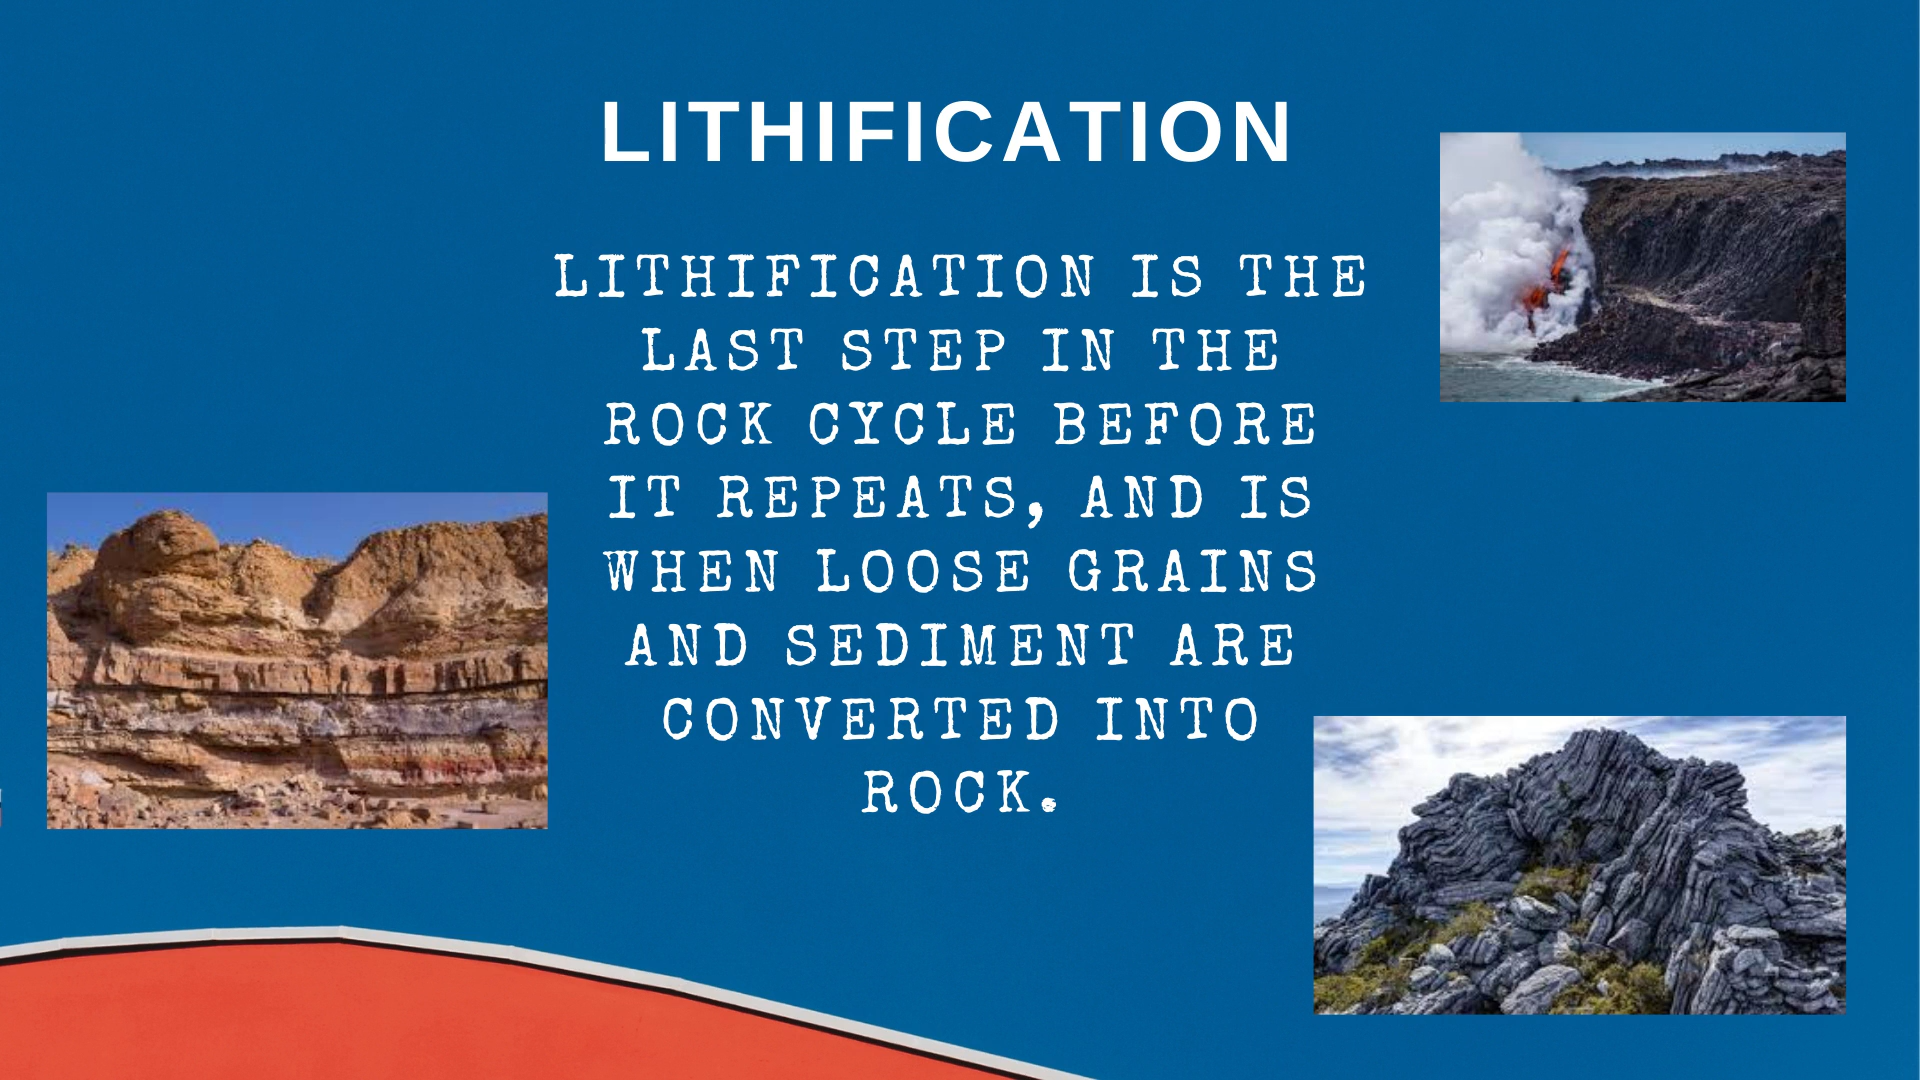 LITHIFICATION
LITHIFICATION IS THE
LAST STEP IN THE
ROCK CYCLE BEFORE
IT REPEATS, AND IS
WHEN LOOSE GRAINS
AND SEDIMENT ARE
CONVERTED INTO
ROCK.